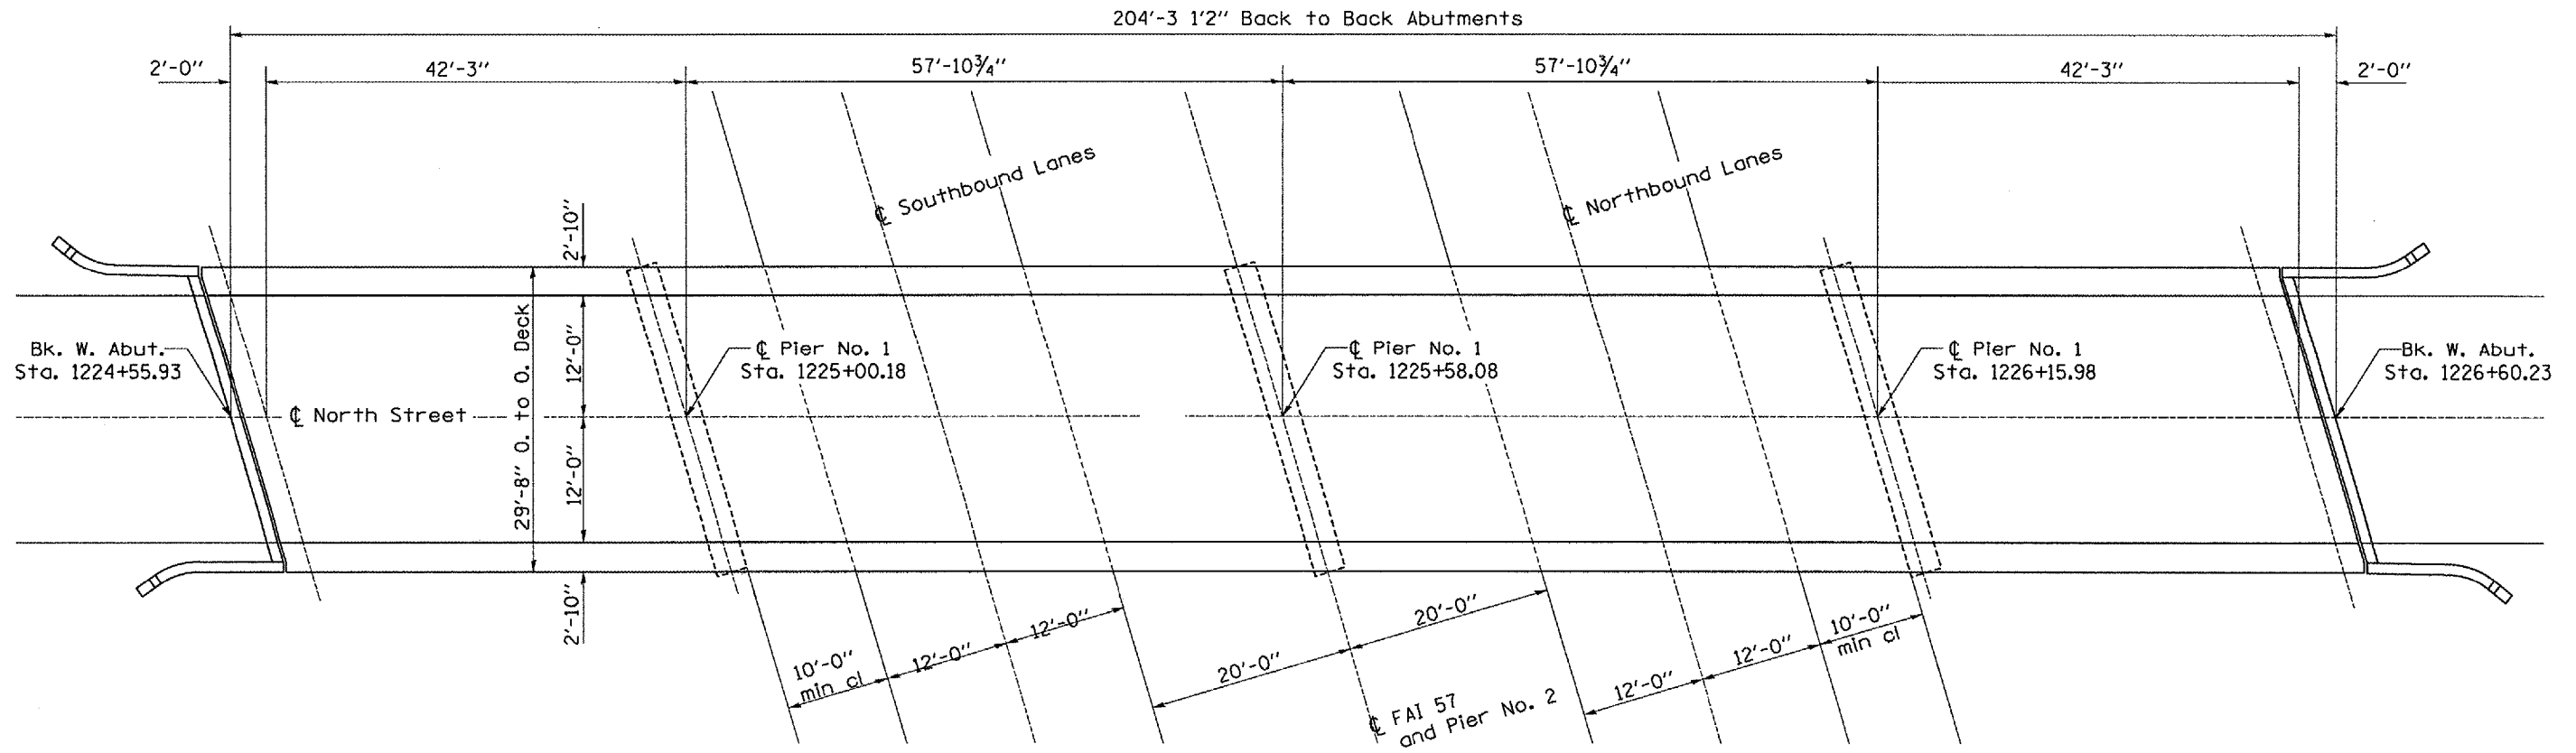 204'-3 1'2" Back to Back Abutments
2'-0"
42'-3"
57'-10¾"
57'-10¾"
42'-3"
2'-0"
℄ Southbound Lanes
℄ Northbound Lanes
2'-10"
29'-8" O. to O. Deck
12'-0"
12'-0"
2'-10"
Bk. W. Abut.
Sta. 1224+55.93
℄ North Street
℄ Pier No. 1
Sta. 1225+00.18
℄ Pier No. 1
Sta. 1225+58.08
℄ Pier No. 1
Sta. 1226+15.98
Bk. W. Abut.
Sta. 1226+60.23
10'-0"
min cl
12'-0"
12'-0"
20'-0"
20'-0"
12'-0"
12'-0"
10'-0"
min cl
℄ FAI 57
and Pier No. 2